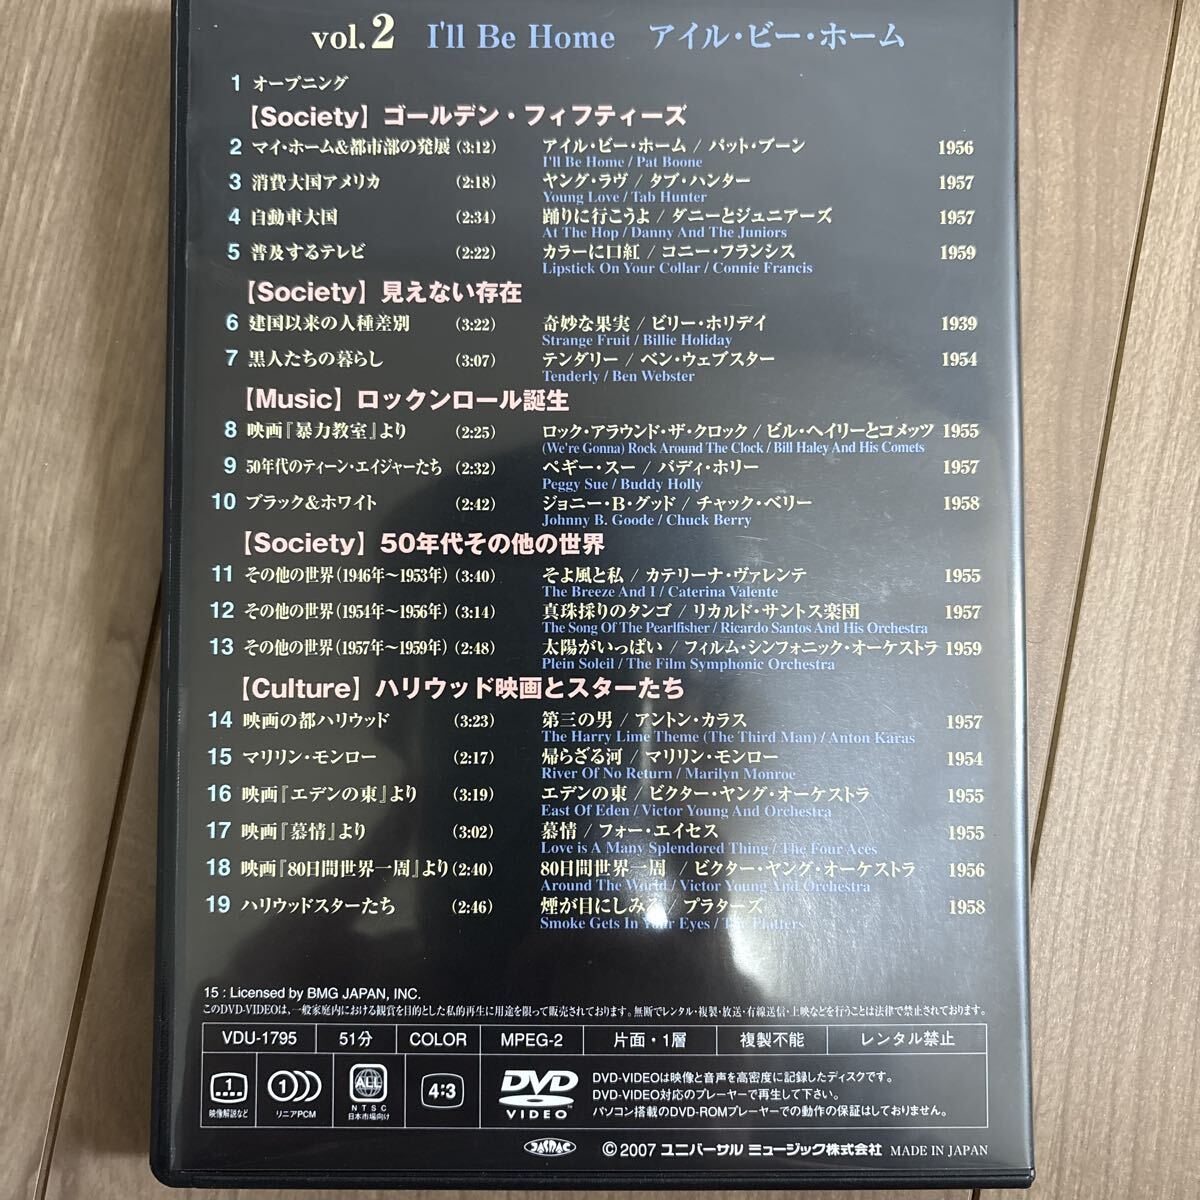 vol.2 I'll Be Home アイル・ビー・ホーム
1 オープニング
【Society】ゴールデン・フィフティーズ
2 マイ・ホーム&都市部の発展 (3:12) アイル・ビー・ホーム / パット・ブーン 1956
I'll Be Home / Pat Boone
3 消費大国アメリカ (2:18) ヤング・ラヴ / タブ・ハンター 1957
Young Love / Tab Hunter
4 自動車大国 (2:34) 踊りに行こうよ / ダニーとジュニアーズ 1957
At The Hop / Danny And The Juniors
5 普及するテレビ (2:22) カラーに口紅 / コニー・フランシス 1959
Lipstick On Your Collar / Connie Francis
【Society】見えない存在
6 建国以来の人種差別 (3:22) 奇妙な果実 / ビリー・ホリデイ 1939
Strange Fruit / Billie Holiday
7 黒人たちの暮らし (3:07) テンダリー / ベン・ウェブスター 1954
Tenderly / Ben Webster
【Music】ロックンロール誕生
8 映画『暴力教室』より (2:25) ロック・アラウンド・ザ・クロック / ビル・ヘイリーとコメッツ 1955
(We're Gonna) Rock Around The Clock / Bill Haley And His Comets
9 50年代のティーン・エイジャーたち (2:32) ペギー・スー / バディ・ホリー 1957
Peggy Sue / Buddy Holly
10 ブラック&ホワイト (2:42) ジョニー・B・グッド / チャック・ベリー 1958
Johnny B. Goode / Chuck Berry
【Society】50年代その他の世界
11 その他の世界(1946年〜1953年) (3:40) そよ風と私 / カテリーナ・ヴァレンテ 1955
The Breeze And I / Caterina Valente
12 その他の世界(1954年〜1956年) (3:14) 真珠採りのタンゴ / リカルド・サントス楽団 1957
The Song Of The Pearlfisher / Ricardo Santos And His Orchestra
13 その他の世界(1957年〜1959年) (2:48) 太陽がいっぱい / フィルム・シンフォニック・オーケストラ 1959
Plein Soleil / The Film Symphonic Orchestra
【Culture】ハリウッド映画とスターたち
14 映画の都ハリウッド (3:23) 第三の男 / アントン・カラス 1957
The Harry Lime Theme (The Third Man) / Anton Karas
15 マリリン・モンロー (2:17) 帰らざる河 / マリリン・モンロー 1954
River Of No Return / Marilyn Monroe
16 映画『エデンの東』より (3:19) エデンの東 / ビクター・ヤング・オーケストラ 1955
East Of Eden / Victor Young And Orchestra
17 映画『慕情』より (3:02) 慕情 / フォー・エイセス 1955
Love is A Many Splendored Thing / The Four Aces
18 映画『80日間世界一周』より (2:40) 80日間世界一周 / ビクター・ヤング・オーケストラ 1956
Around The World / Victor Young And Orchestra
19 ハリウッドスターたち (2:46) 煙が目にしみる / プラターズ 1958
Smoke Gets In Your Eyes / The Platters
15 : Licensed by BMG JAPAN, INC.
このDVD-VIDEOは、一般家庭内における観賞を目的とした私的再生に用途を限って販売されております。無断でレンタル・複製・放送・有線送信・上映などを行うことは法律で禁止されております。
VDU-1795 51分 COLOR MPEG-2 片面・1層 複製不能 レンタル禁止
1 映像解説など
1 リニアPCM
ALL NTSC 日本市場向け
4:3
DVD VIDEO
DVD-VIDEOは映像と音声を高密度に記録したディスクです。
DVD-VIDEO対応のプレーヤーで再生して下さい。
パソコン搭載のDVD-ROMプレーヤーでの動作の保証はしておりません。
JASRAC ©2007 ユニバーサル ミュージック株式会社 MADE IN JAPAN